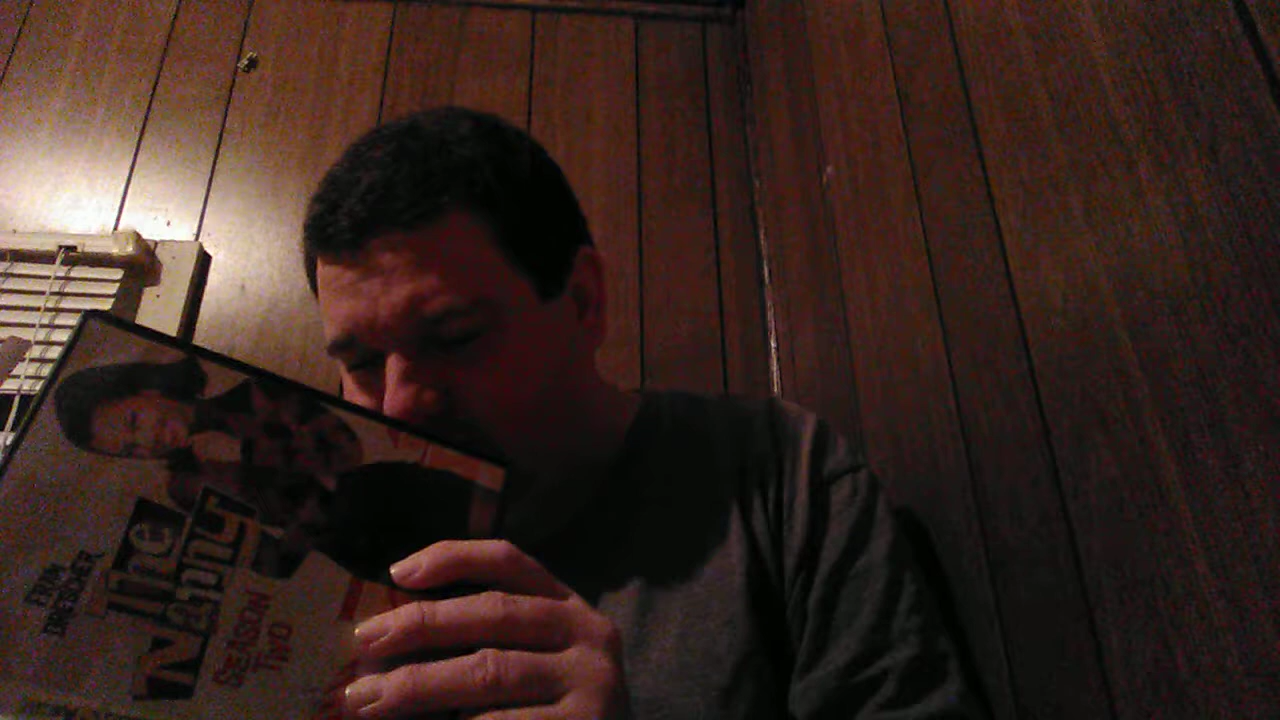 FRAN
DRESCHER
The
Nanny
SEASON
TWO